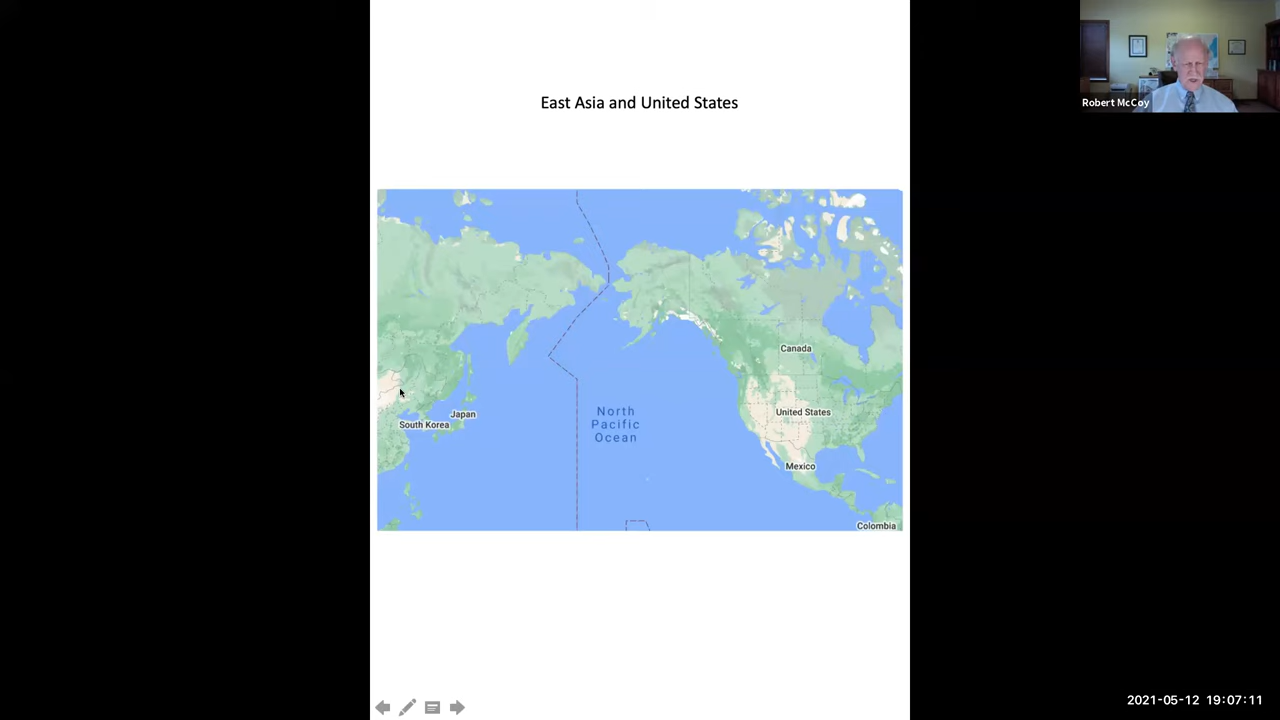 East Asia and United States
Robert McCoy
Canada
North
Pacific
Ocean
United States
Japan
South Korea
Mexico
Colombia
2021-05-12 19:07:11